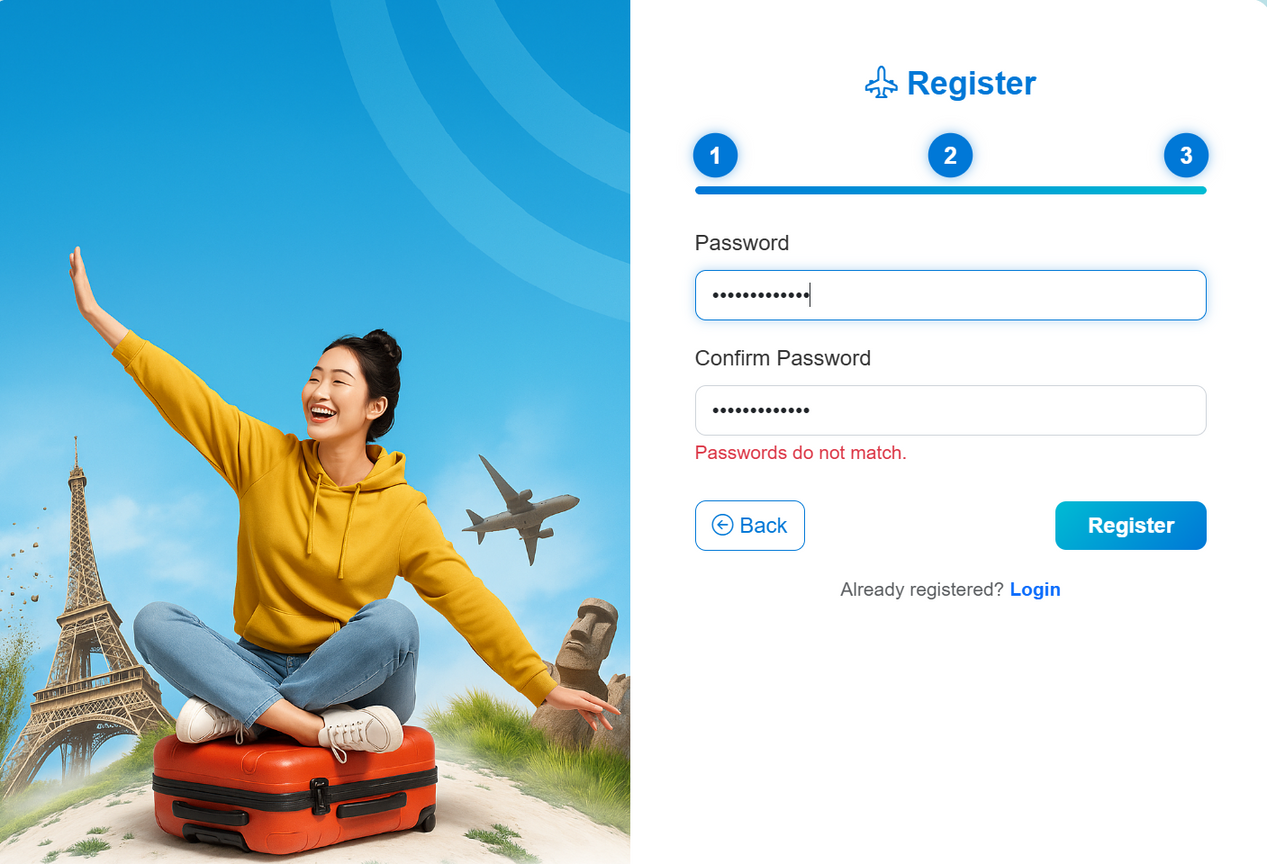 Register
1 2 3
Password
•••••••••••••
Confirm Password
•••••••••••••
Passwords do not match.
Back
Register
Already registered? Login